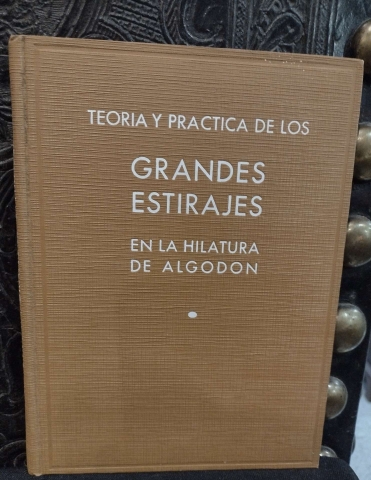 TEORIA Y PRACTICA DE LOS
GRANDES
ESTIRAJES
EN LA HILATURA
DE ALGODON